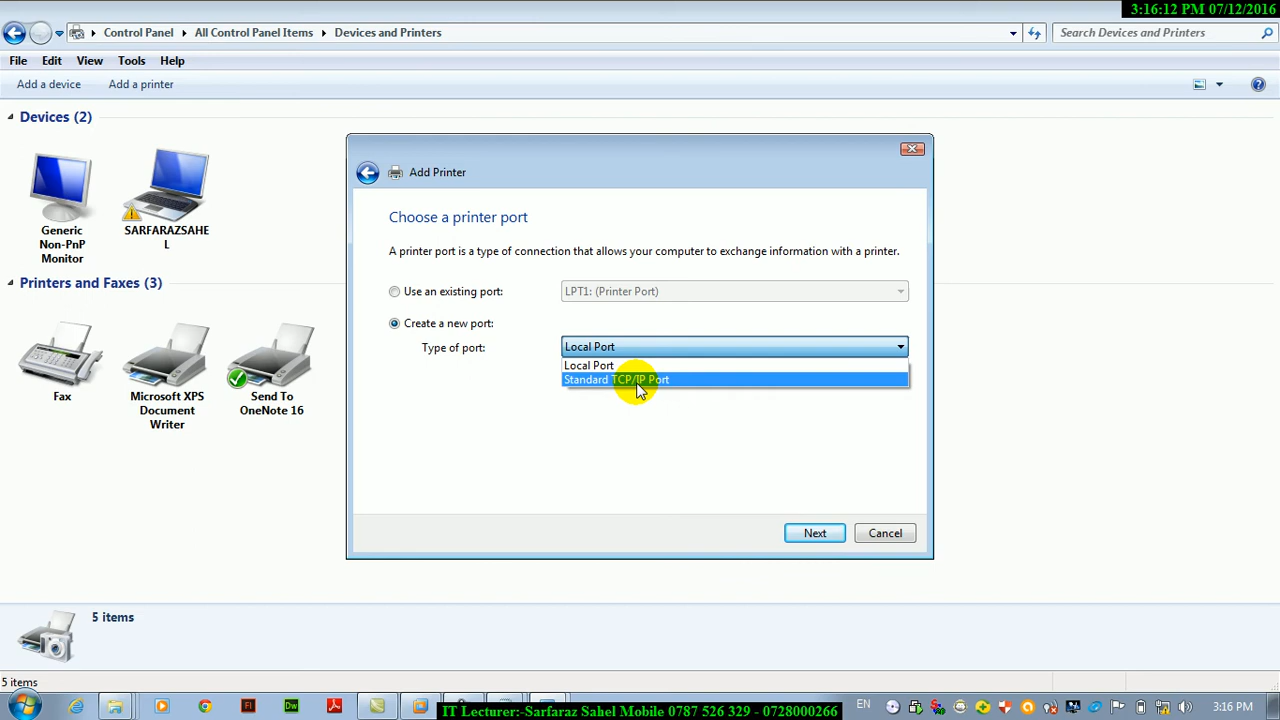 3:16:12 PM 07/12/2016
Control Panel
All Control Panel Items
Devices and Printers
Search Devices and Printers
File Edit View Tools Help
Add a device
Add a printer
Devices (2)
Generic
Non-PnP
Monitor
SARFARAZSAHE
L
Printers and Faxes (3)
Fax
Microsoft XPS
Document
Writer
Send To
OneNote 16
Add Printer
Choose a printer port
A printer port is a type of connection that allows your computer to exchange information with a printer.
Use an existing port:
LPT1: (Printer Port)
Create a new port:
Type of port:
Local Port
Local Port
Standard TCP/IP Port
Next
Cancel
5 items
5 items
EN
3:16 PM
IT Lecturer:-Sarfaraz Sahel Mobile 0787 526 329 - 0728000266